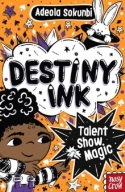 Adeola Sokunbi
DESTINY
INK
Talent
Show
Magic
nosy
crow